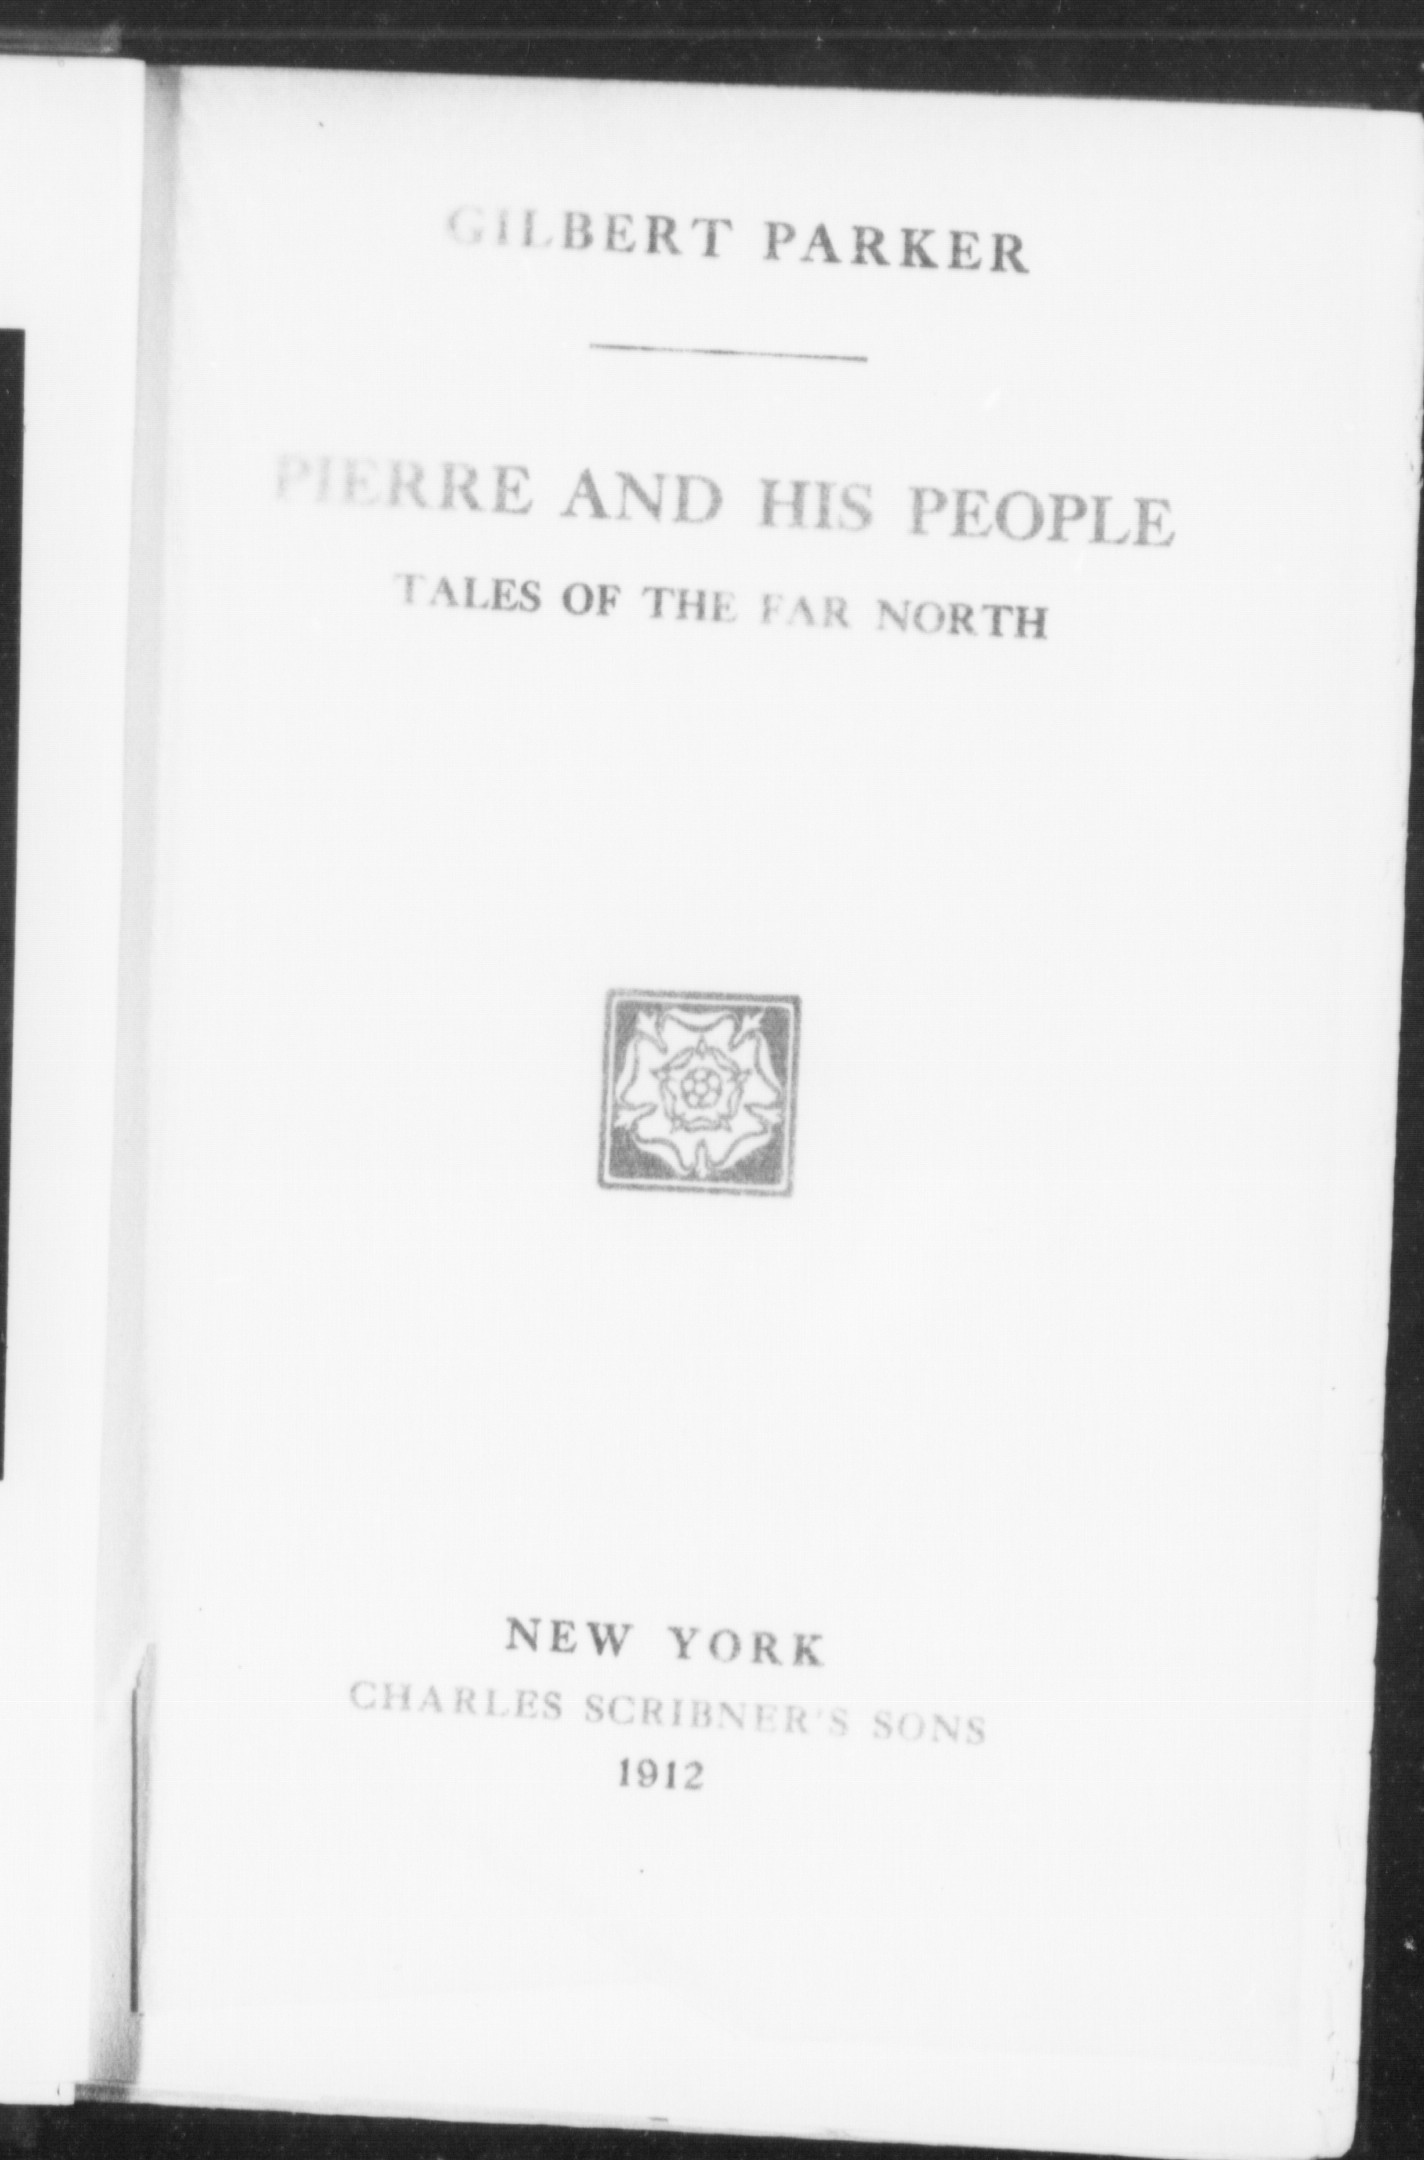 GILBERT PARKER
PIERRE AND HIS PEOPLE
TALES OF THE FAR NORTH
NEW YORK
CHARLES SCRIBNER'S SONS
1912